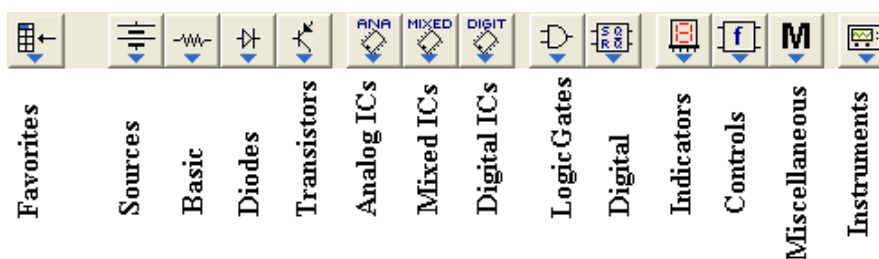 ANA
MIXED
DIGIT
S Q
R Q
f
M
Favorites
Sources
Basic
Diodes
Transistors
Analog ICs
Mixed ICs
Digital ICs
Logic Gates
Digital
Indicators
Controls
Miscellaneous
Instruments